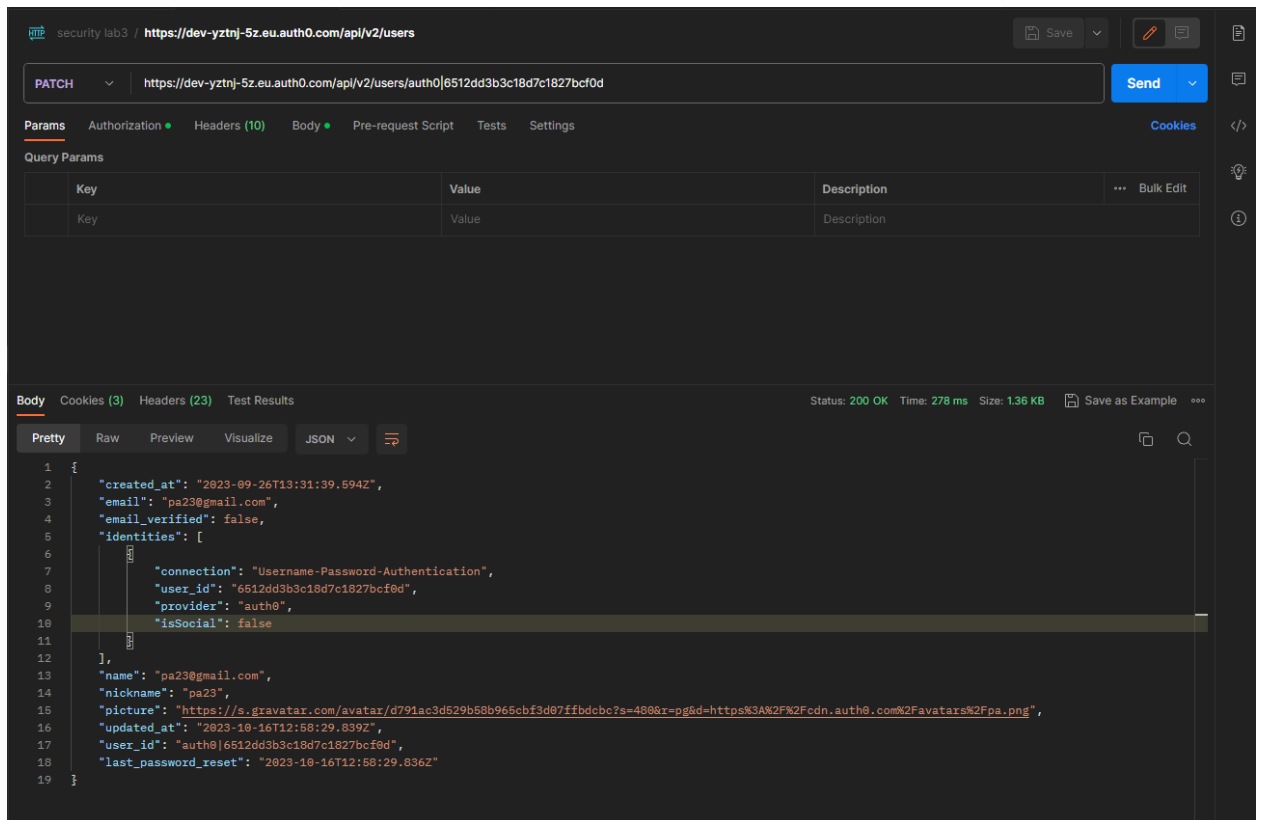 HTTP security lab3 / https://dev-yztnj-5z.eu.auth0.com/api/v2/users Save
PATCH https://dev-yztnj-5z.eu.auth0.com/api/v2/users/auth0|6512dd3b3c18d7c1827bcf0d Send
Params Authorization Headers (10) Body Pre-request Script Tests Settings Cookies
Query Params
Key Value Description ••• Bulk Edit
Key Value Description
Body Cookies (3) Headers (23) Test Results Status: 200 OK Time: 278 ms Size: 1.36 KB Save as Example
Pretty Raw Preview Visualize JSON
1 {
2 "created_at": "2023-09-26T13:31:39.594Z",
3 "email": "pa23@gmail.com",
4 "email_verified": false,
5 "identities": [
6 {
7 "connection": "Username-Password-Authentication",
8 "user_id": "6512dd3b3c18d7c1827bcf0d",
9 "provider": "auth0",
10 "isSocial": false
11 }
12 ],
13 "name": "pa23@gmail.com",
14 "nickname": "pa23",
15 "picture": "https://s.gravatar.com/avatar/d791ac3d529b58b965cbf3d07ffbdcbc?s=480&r=pg&d=https%3A%2F%2Fcdn.auth0.com%2Favatars%2Fpa.png",
16 "updated_at": "2023-10-16T12:58:29.839Z",
17 "user_id": "auth0|6512dd3b3c18d7c1827bcf0d",
18 "last_password_reset": "2023-10-16T12:58:29.836Z"
19 }